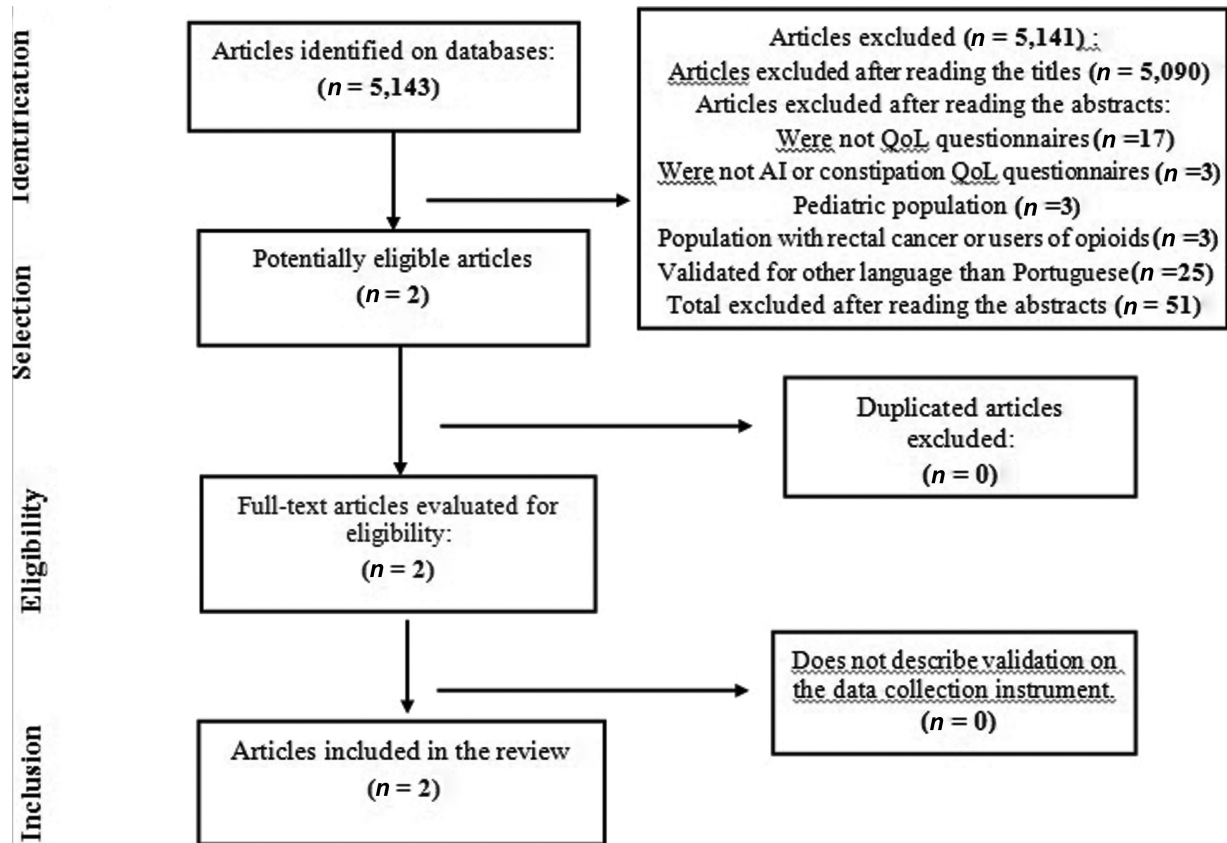 Identification
Articles identified on databases:
(n = 5,143)
Articles excluded (n = 5,141) :
Articles excluded after reading the titles (n = 5,090)
Articles excluded after reading the abstracts:
Were not QoL questionnaires (n =17)
Were not AI or constipation QoL questionnaires (n =3)
Pediatric population (n =3)
Population with rectal cancer or users of opioids (n =3)
Validated for other language than Portuguese (n =25)
Total excluded after reading the abstracts (n = 51)
Selection
Potentially eligible articles
(n = 2)
Duplicated articles
excluded:
(n = 0)
Eligibility
Full-text articles evaluated for
eligibility:
(n = 2)
Does not describe validation on
the data collection instrument.
(n = 0)
Inclusion
Articles included in the review
(n = 2)